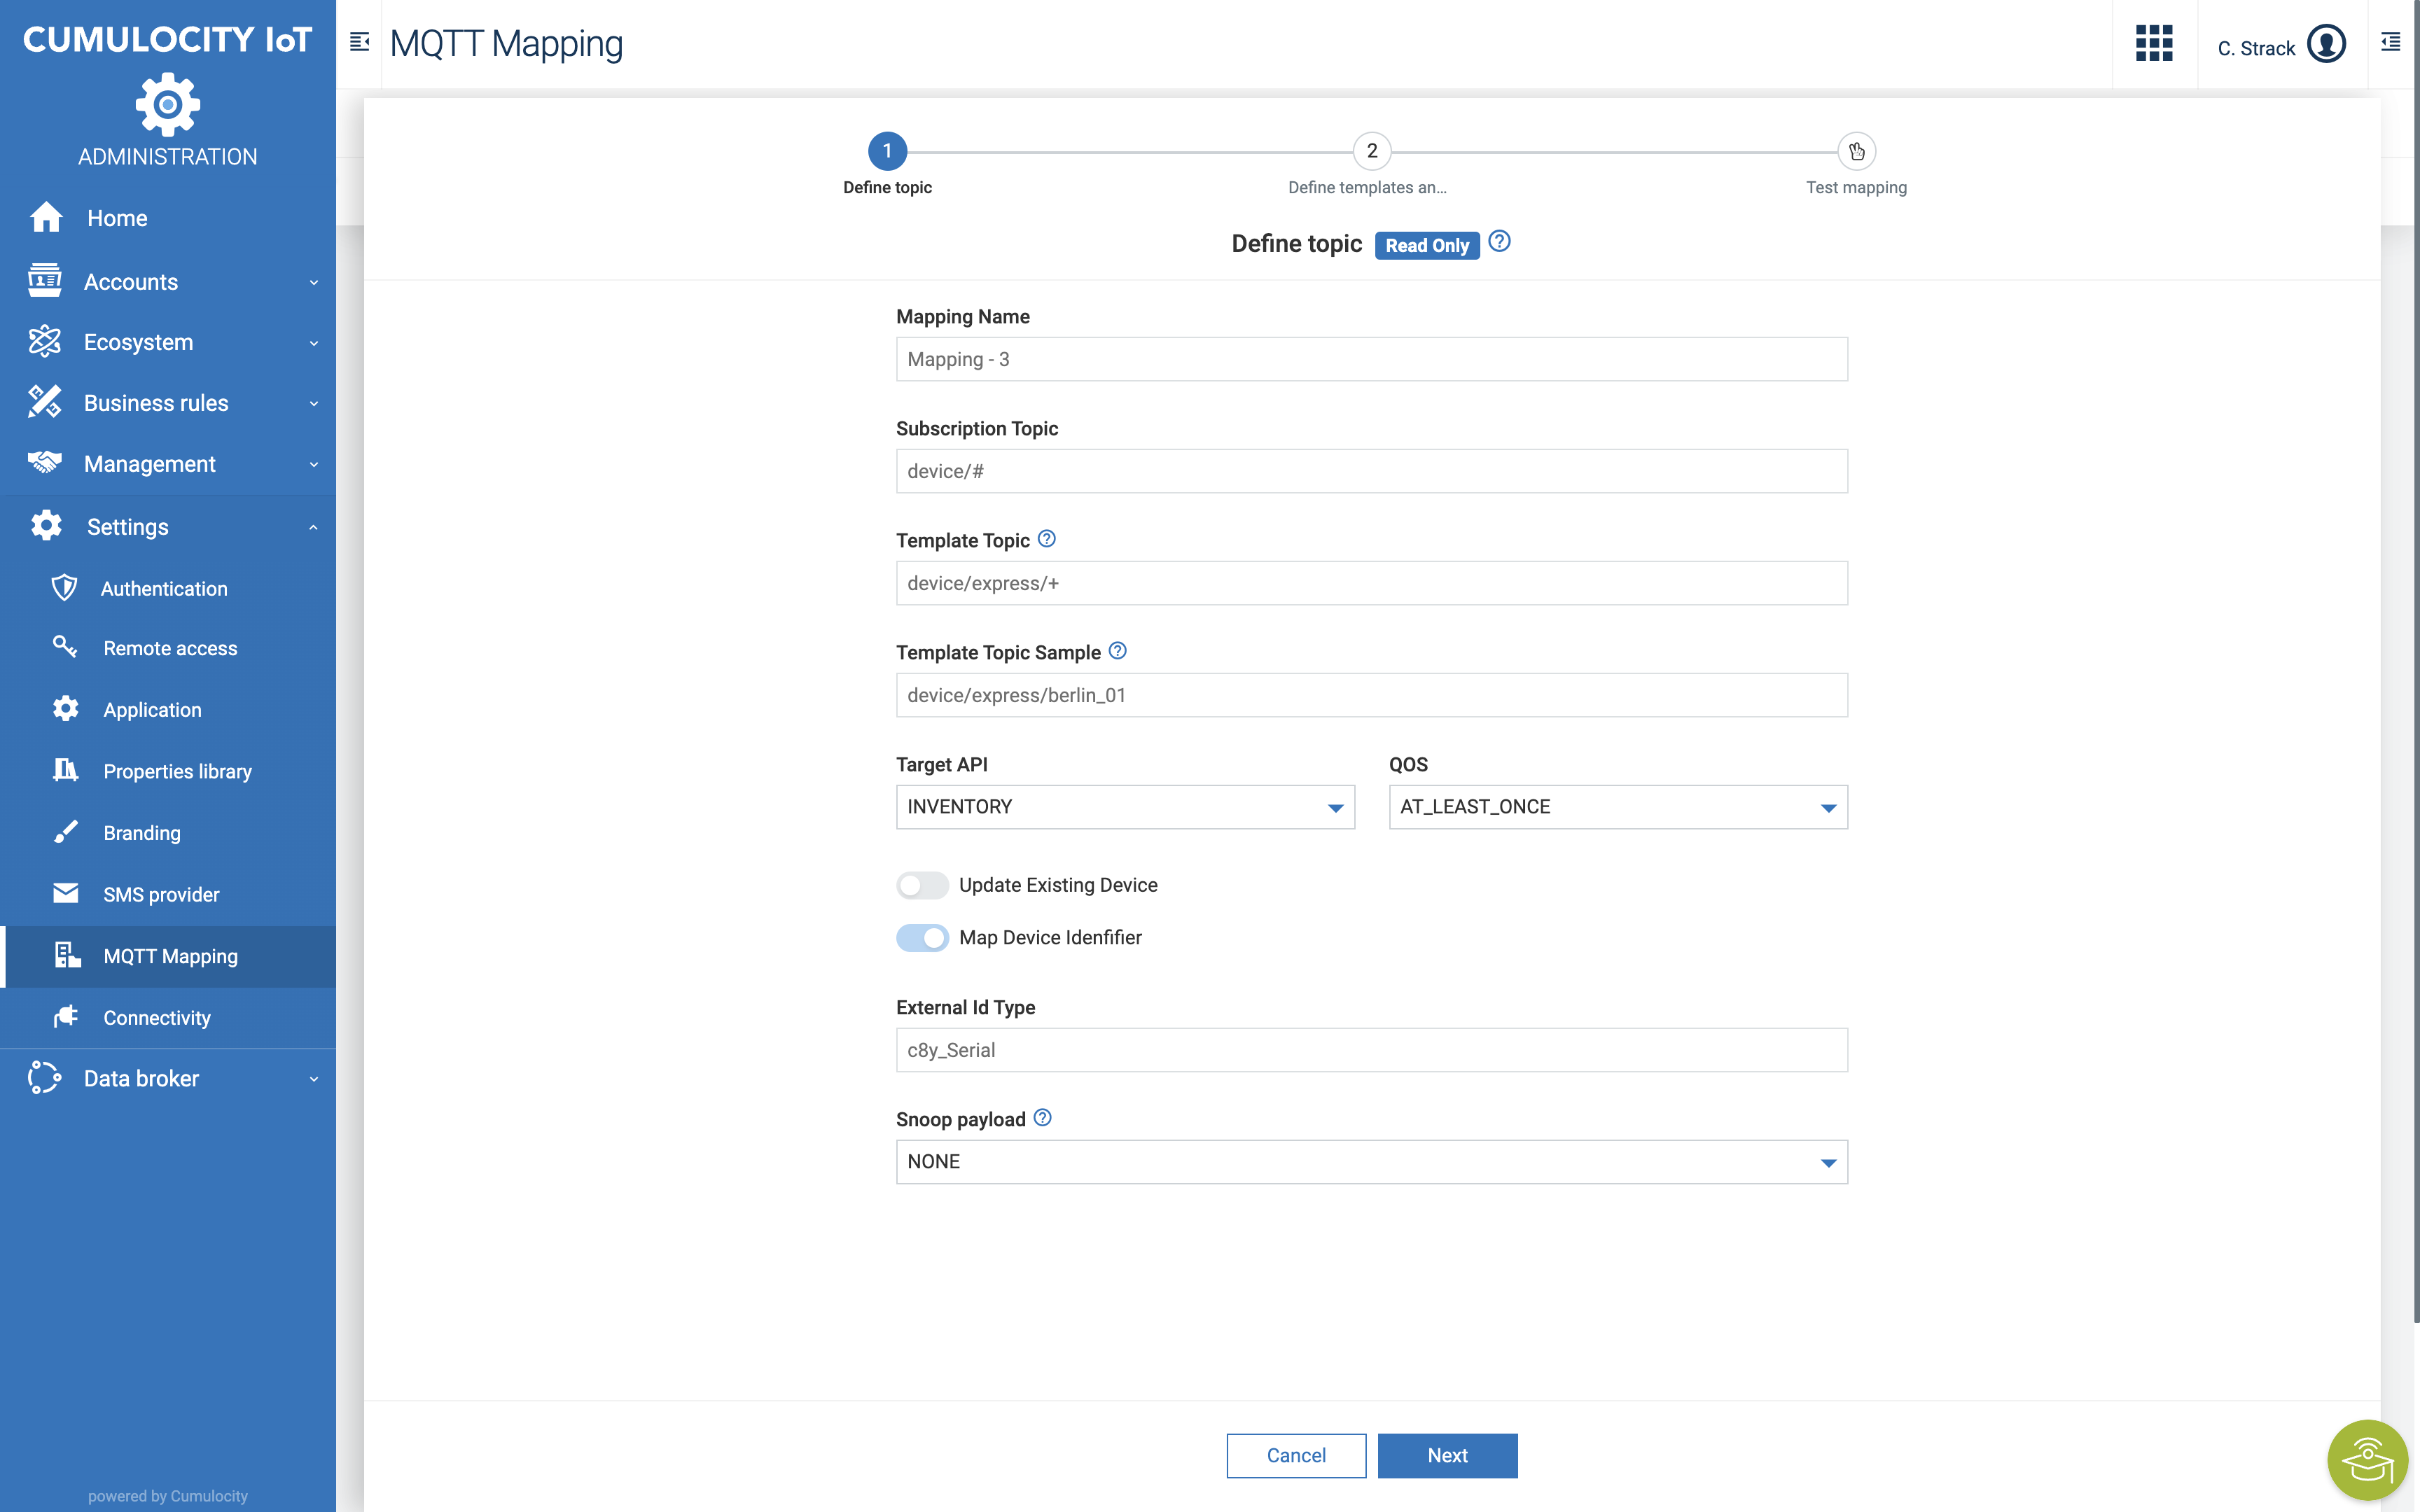 CUMULOCITY IoT
ADMINISTRATION
Home
Accounts
Ecosystem
Business rules
Management
Settings
Authentication
Remote access
Application
Properties library
Branding
SMS provider
MQTT Mapping
Connectivity
Data broker
powered by Cumulocity
MQTT Mapping
C. Strack
1
2
Define topic
Define templates an...
Test mapping
Define topic Read Only ?
Mapping Name
Mapping - 3
Subscription Topic
device/#
Template Topic ?
device/express/+
Template Topic Sample ?
device/express/berlin_01
Target API
INVENTORY
QOS
AT_LEAST_ONCE
Update Existing Device
Map Device Idenfifier
External Id Type
c8y_Serial
Snoop payload ?
NONE
Cancel
Next